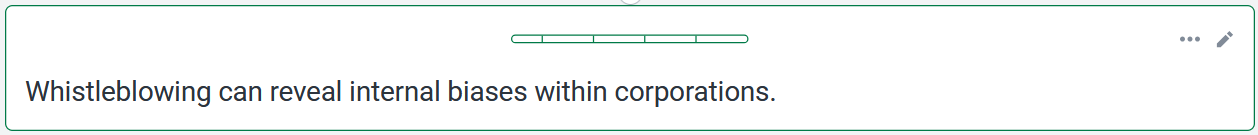 Whistleblowing can reveal internal biases within corporations.